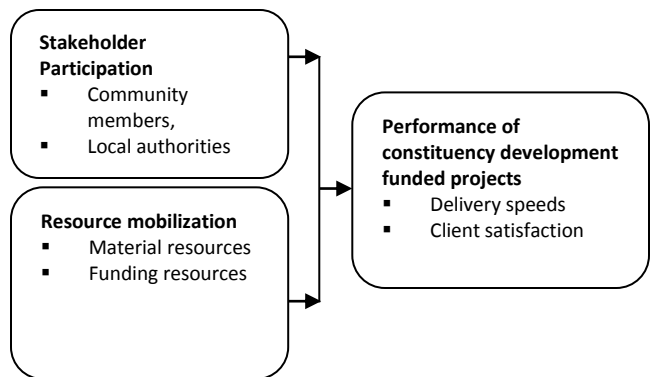 Stakeholder
Participation
▪ Community
members,
▪ Local authorities
Resource mobilization
▪ Material resources
▪ Funding resources
Performance of
constituency development
funded projects
▪ Delivery speeds
▪ Client satisfaction